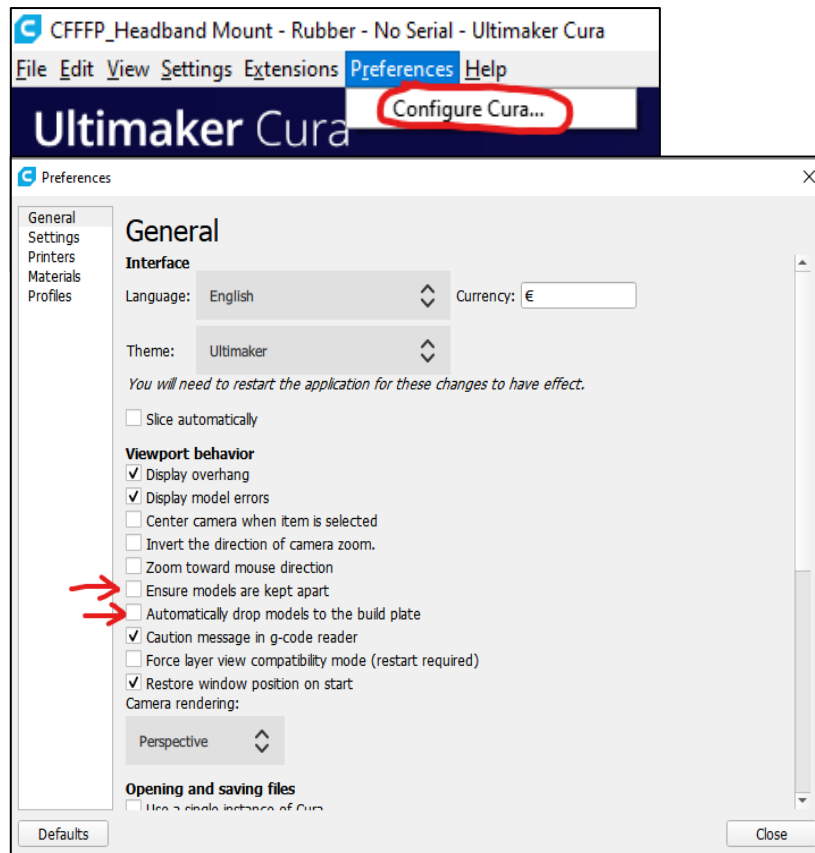 CFFFP_Headband Mount - Rubber - No Serial - Ultimaker Cura
File Edit View Settings Extensions Preferences Help
Configure Cura...
Ultimaker Cura
Preferences
General
Settings
Printers
Materials
Profiles
General
Interface
Language: English Currency: €
Theme: Ultimaker
You will need to restart the application for these changes to have effect.
Slice automatically
Viewport behavior
Display overhang
Display model errors
Center camera when item is selected
Invert the direction of camera zoom.
Zoom toward mouse direction
Ensure models are kept apart
Automatically drop models to the build plate
Caution message in g-code reader
Force layer view compatibility mode (restart required)
Restore window position on start
Camera rendering:
Perspective
Opening and saving files
Use a single instance of Cura
Defaults Close